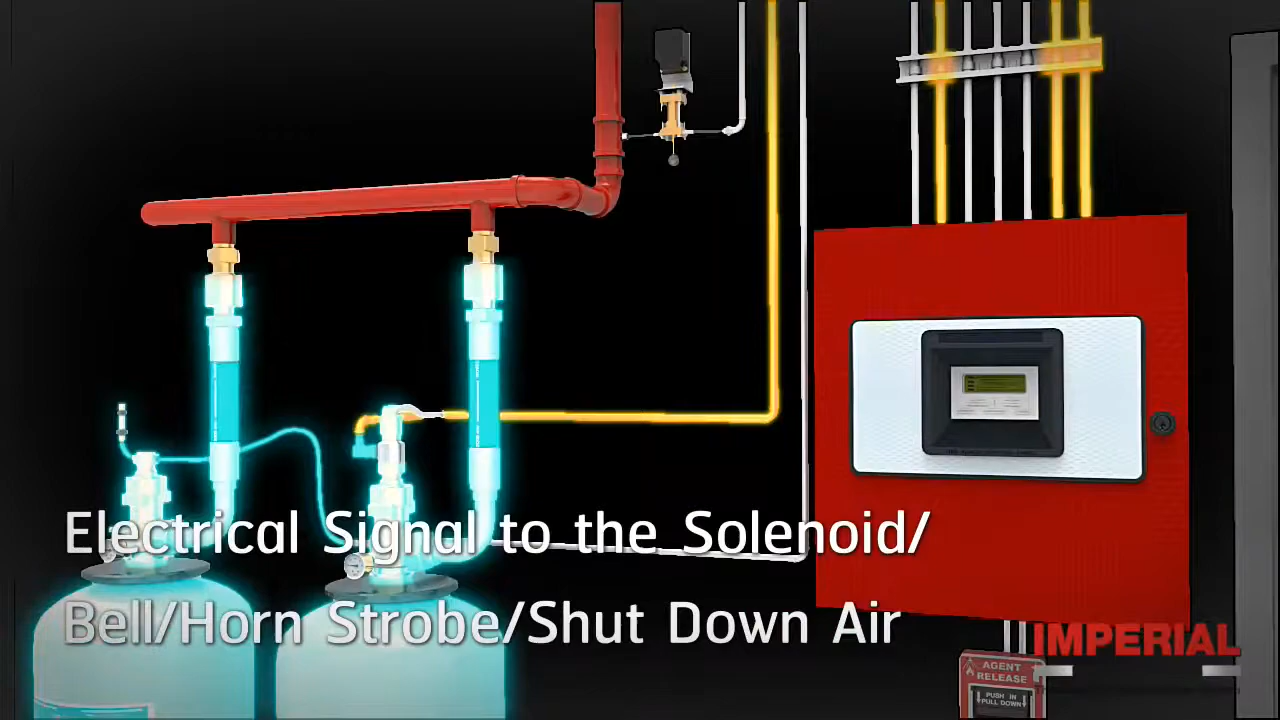 Electrical Signal to the Solenoid/
Bell/Horn Strobe/Shut Down Air
IMPERIAL
AGENT
RELEASE
PUSH IN
PULL DOWN